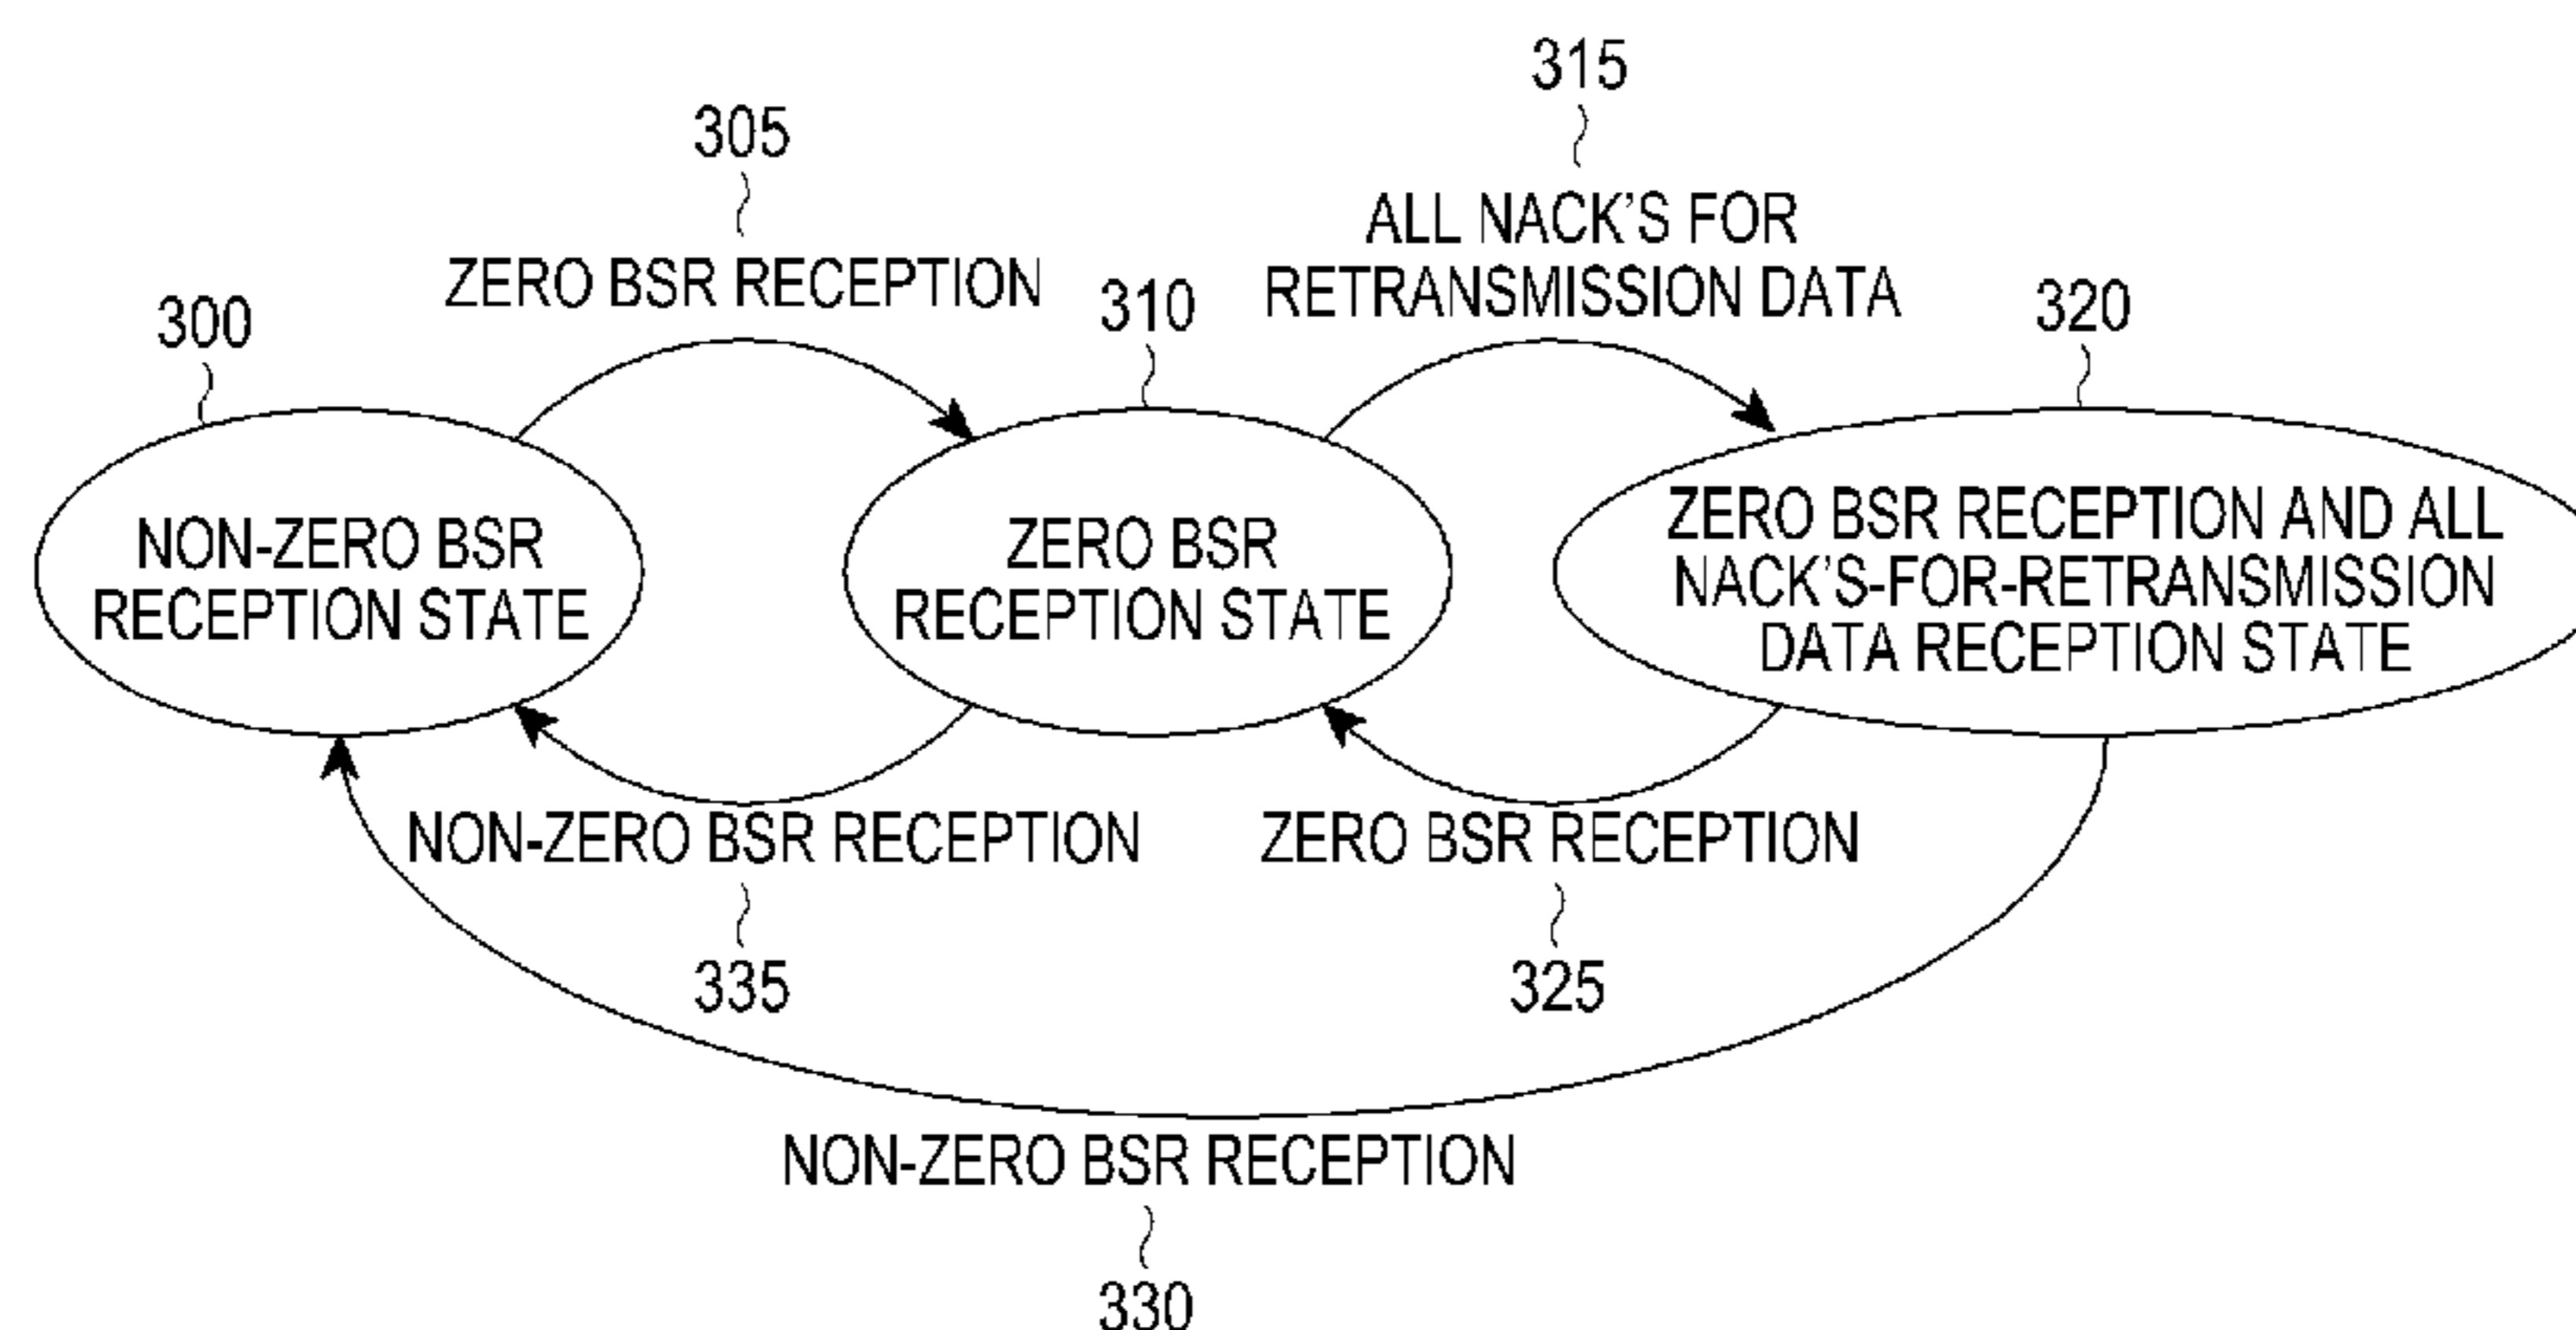 315
305
ALL NACK'S FOR
RETRANSMISSION DATA
ZERO BSR RECEPTION
310
320
300
NON-ZERO BSR
RECEPTION STATE
ZERO BSR
RECEPTION STATE
ZERO BSR RECEPTION AND ALL
NACK'S-FOR-RETRANSMISSION
DATA RECEPTION STATE
NON-ZERO BSR RECEPTION
ZERO BSR RECEPTION
335
325
NON-ZERO BSR RECEPTION
330